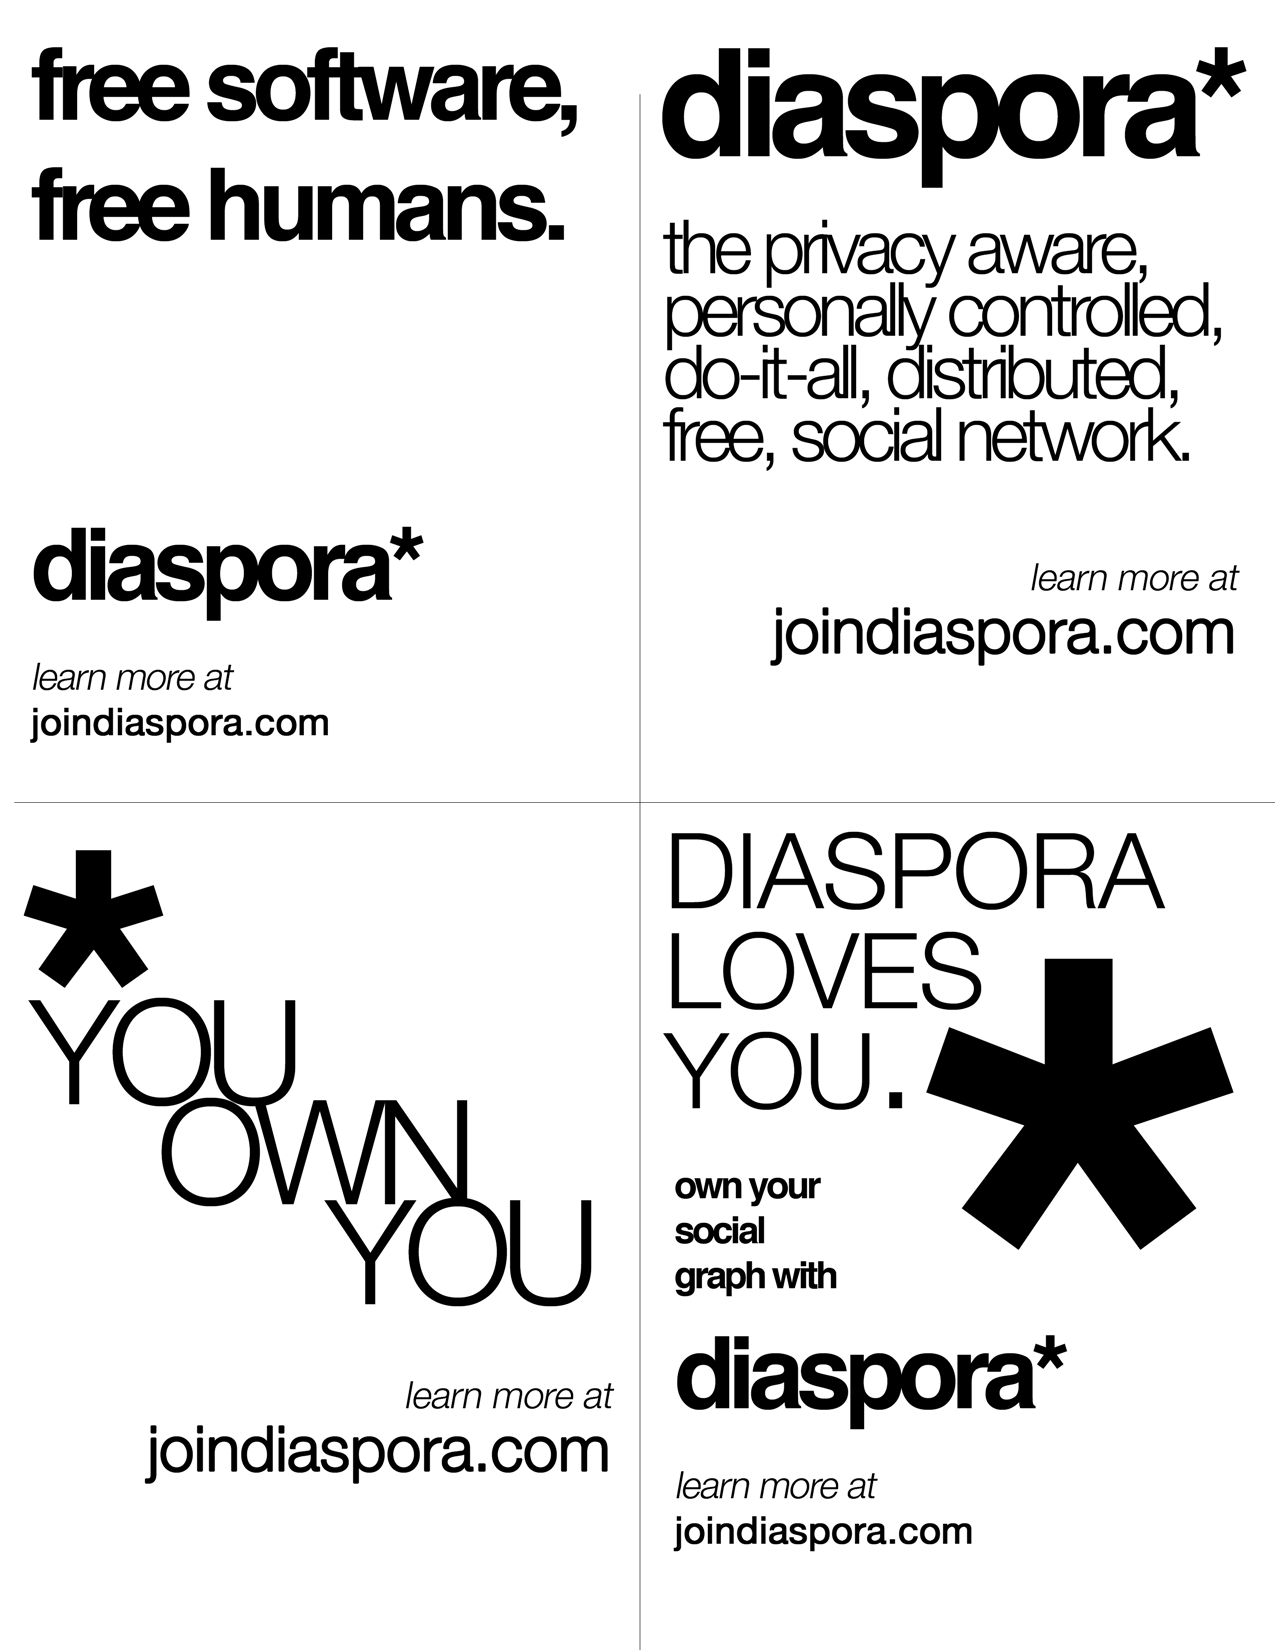 free software,
free humans.
diaspora*
learn more at
joindiaspora.com
diaspora*
the privacy aware,
personally controlled,
do-it-all, distributed,
free, social network.
learn more at
joindiaspora.com
*
YOU
OWN
YOU
learn more at
joindiaspora.com
DIASPORA
LOVES
YOU. *
own your
social
graph with
diaspora*
learn more at
joindiaspora.com